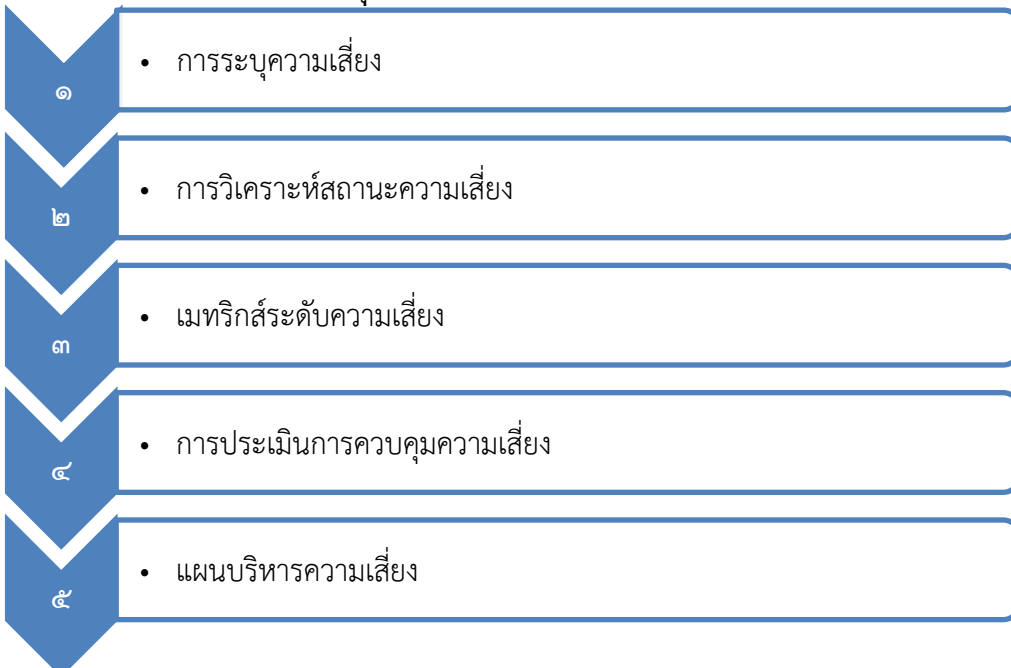 ๑
• การระบุความเสี่ยง
๒
• การวิเคราะห์สถานะความเสี่ยง
๓
• เมทริกส์ระดับความเสี่ยง
๔
• การประเมินการควบคุมความเสี่ยง
๕
• แผนบริหารความเสี่ยง